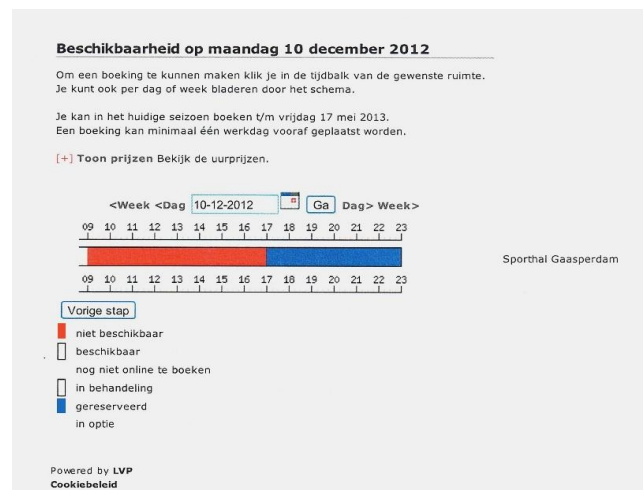 Beschikbaarheid op maandag 10 december 2012
Om een boeking te kunnen maken klik je in de tijdbalk van de gewenste ruimte.
Je kunt ook per dag of week bladeren door het schema.
Je kan in het huidige seizoen boeken t/m vrijdag 17 mei 2013.
Een boeking kan minimaal één werkdag vooraf geplaatst worden.
[+] Toon prijzen Bekijk de uurprijzen.
<Week <Dag 10-12-2012 Ga Dag> Week>
09 10 11 12 13 14 15 16 17 18 19 20 21 22 23
Sporthal Gaasperdam
09 10 11 12 13 14 15 16 17 18 19 20 21 22 23
Vorige stap
niet beschikbaar
beschikbaar
nog niet online te boeken
in behandeling
gereserveerd
in optie
Powered by LVP
Cookiebeleid